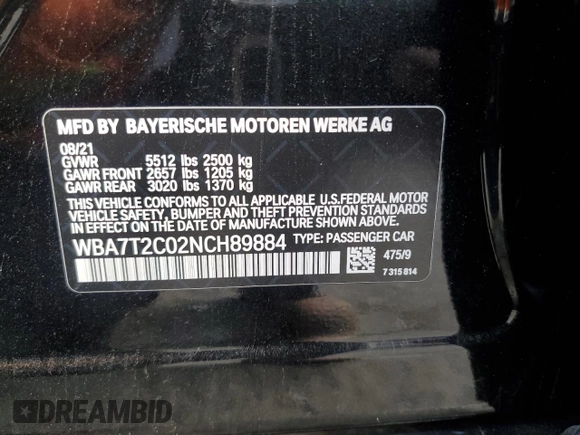 MFD BY BAYERISCHE MOTOREN WERKE AG
08/21
GVWR 5512 lbs 2500 kg
GAWR FRONT 2657 lbs 1205 kg
GAWR REAR 3020 lbs 1370 kg
THIS VEHICLE CONFORMS TO ALL APPLICABLE U.S.FEDERAL MOTOR
VEHICLE SAFETY, BUMPER AND THEFT PREVENTION STANDARDS
IN EFFECT ON THE DATE OF MANUFACTURE SHOWN ABOVE.
WBA7T2C02NCH89884 TYPE: PASSENGER CAR
475/9
7 315 814
DREAMBID